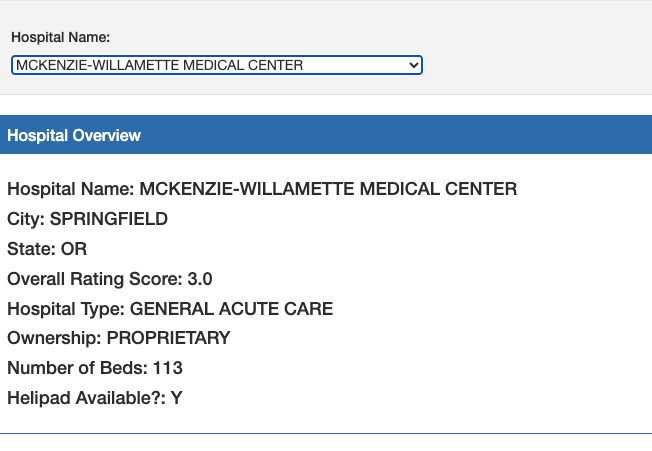 Hospital Name:
MCKENZIE-WILLAMETTE MEDICAL CENTER
Hospital Overview
Hospital Name: MCKENZIE-WILLAMETTE MEDICAL CENTER
City: SPRINGFIELD
State: OR
Overall Rating Score: 3.0
Hospital Type: GENERAL ACUTE CARE
Ownership: PROPRIETARY
Number of Beds: 113
Helipad Available?: Y